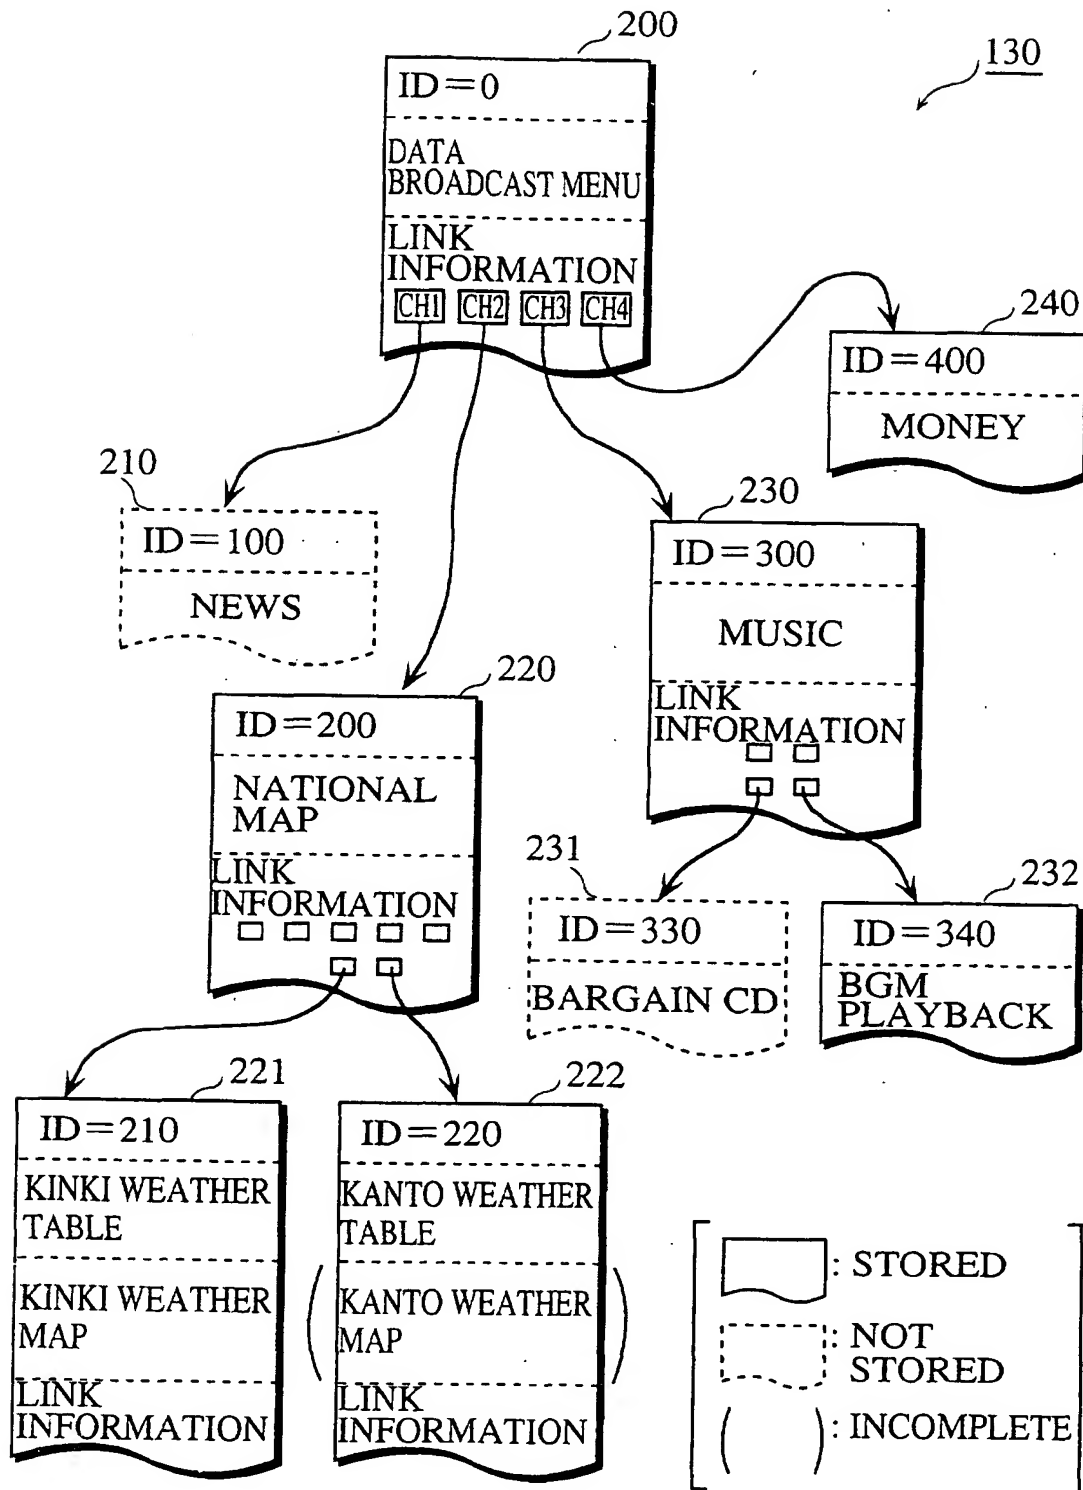 200
130
ID=0
DATA
BROADCAST MENU
LINK
INFORMATION
CH1 CH2 CH3 CH4
240
ID=400
MONEY
210
ID=100
NEWS
230
ID=300
MUSIC
LINK
INFORMATION
220
ID=200
NATIONAL
MAP
LINK
INFORMATION
231
ID=330
BARGAIN CD
232
ID=340
BGM
PLAYBACK
221
ID=210
KINKI WEATHER
TABLE
KINKI WEATHER
MAP
LINK
INFORMATION
222
ID=220
KANTO WEATHER
TABLE
( KANTO WEATHER
MAP )
LINK
INFORMATION
: STORED
: NOT
STORED
( ) : INCOMPLETE